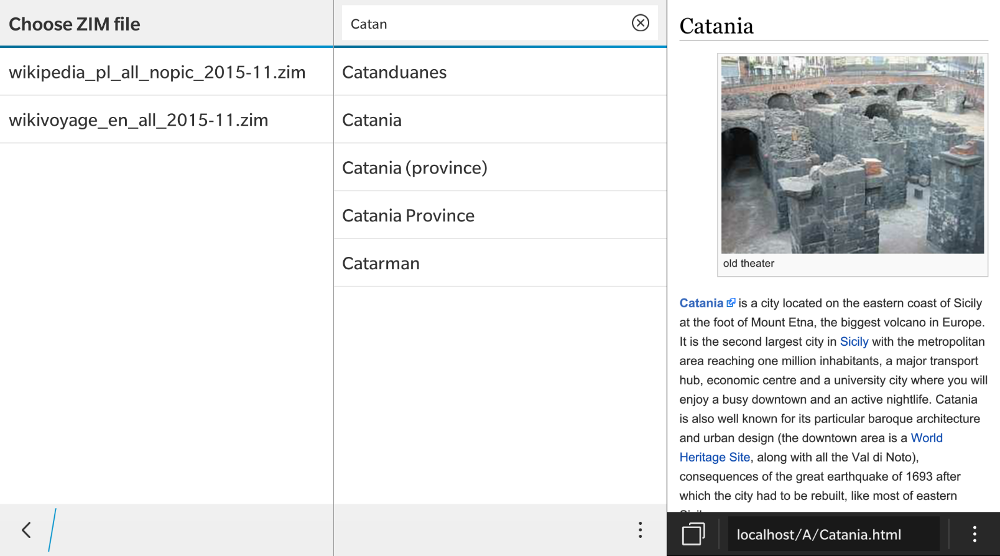 Choose ZIM file
wikipedia_pl_all_nopic_2015-11.zim
wikivoyage_en_all_2015-11.zim
Catan
Catanduanes
Catania
Catania (province)
Catania Province
Catarman
Catania
old theater
Catania is a city located on the eastern coast of Sicily
at the foot of Mount Etna, the biggest volcano in Europe.
It is the second largest city in Sicily with the metropolitan
area reaching one million inhabitants, a major transport
hub, economic centre and a university city where you will
enjoy a busy downtown and an active nightlife. Catania
is also well known for its particular baroque architecture
and urban design (the downtown area is a World
Heritage Site, along with all the Val di Noto),
consequences of the great earthquake of 1693 after
which the city had to be rebuilt, like most of eastern
localhost/A/Catania.html